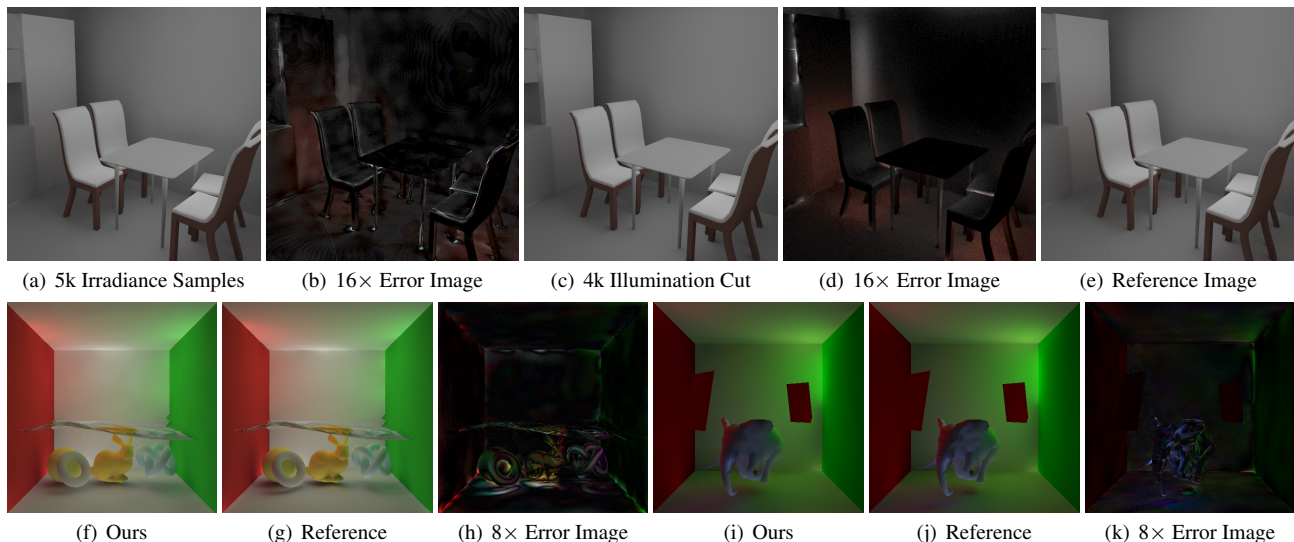 (a) 5k Irradiance Samples
(b) 16× Error Image
(c) 4k Illumination Cut
(d) 16× Error Image
(e) Reference Image
(f) Ours
(g) Reference
(h) 8× Error Image
(i) Ours
(j) Reference
(k) 8× Error Image